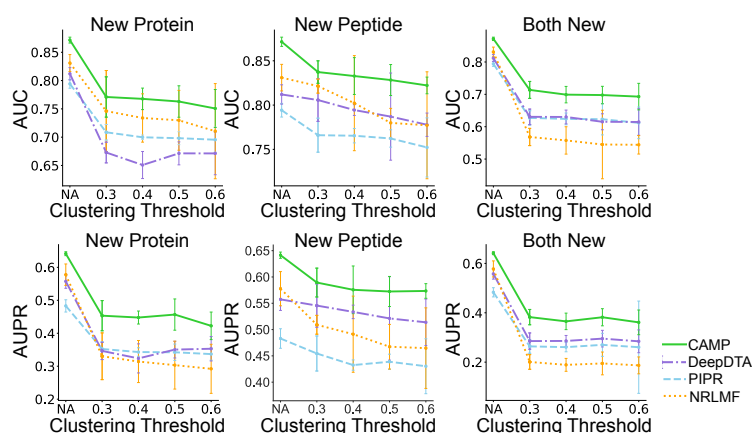 New Protein
New Peptide
Both New
AUC
0.85
0.80
0.75
0.70
0.65
NA 0.3 0.4 0.5 0.6
Clustering Threshold
AUC
0.85
0.80
0.75
NA 0.3 0.4 0.5 0.6
Clustering Threshold
AUC
0.8
0.7
0.6
0.5
NA 0.3 0.4 0.5 0.6
Clustering Threshold
New Protein
New Peptide
Both New
AUPR
0.6
0.5
0.4
0.3
0.2
NA 0.3 0.4 0.5 0.6
Clustering Threshold
AUPR
0.65
0.60
0.55
0.50
0.45
0.40
NA 0.3 0.4 0.5 0.6
Clustering Threshold
AUPR
0.6
0.4
0.2
NA 0.3 0.4 0.5 0.6
Clustering Threshold
CAMP
DeepDTA
PIPR
NRLMF